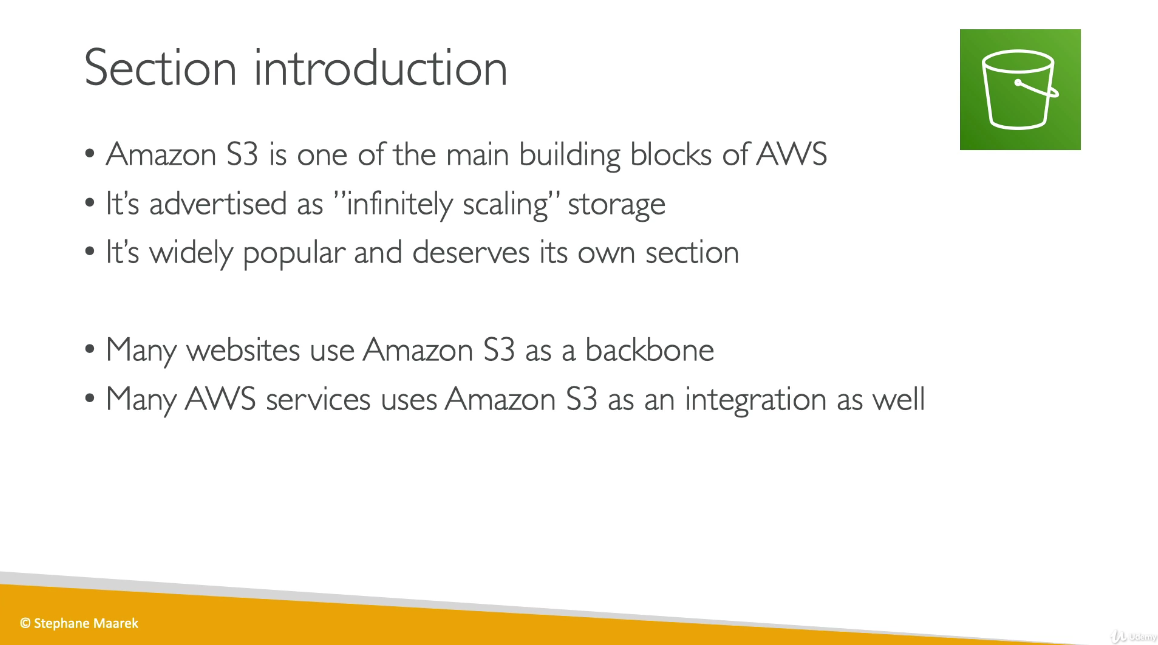 Section introduction
• Amazon S3 is one of the main building blocks of AWS
• It’s advertised as ”infinitely scaling” storage
• It’s widely popular and deserves its own section
• Many websites use Amazon S3 as a backbone
• Many AWS services uses Amazon S3 as an integration as well
© Stephane Maarek
Udemy